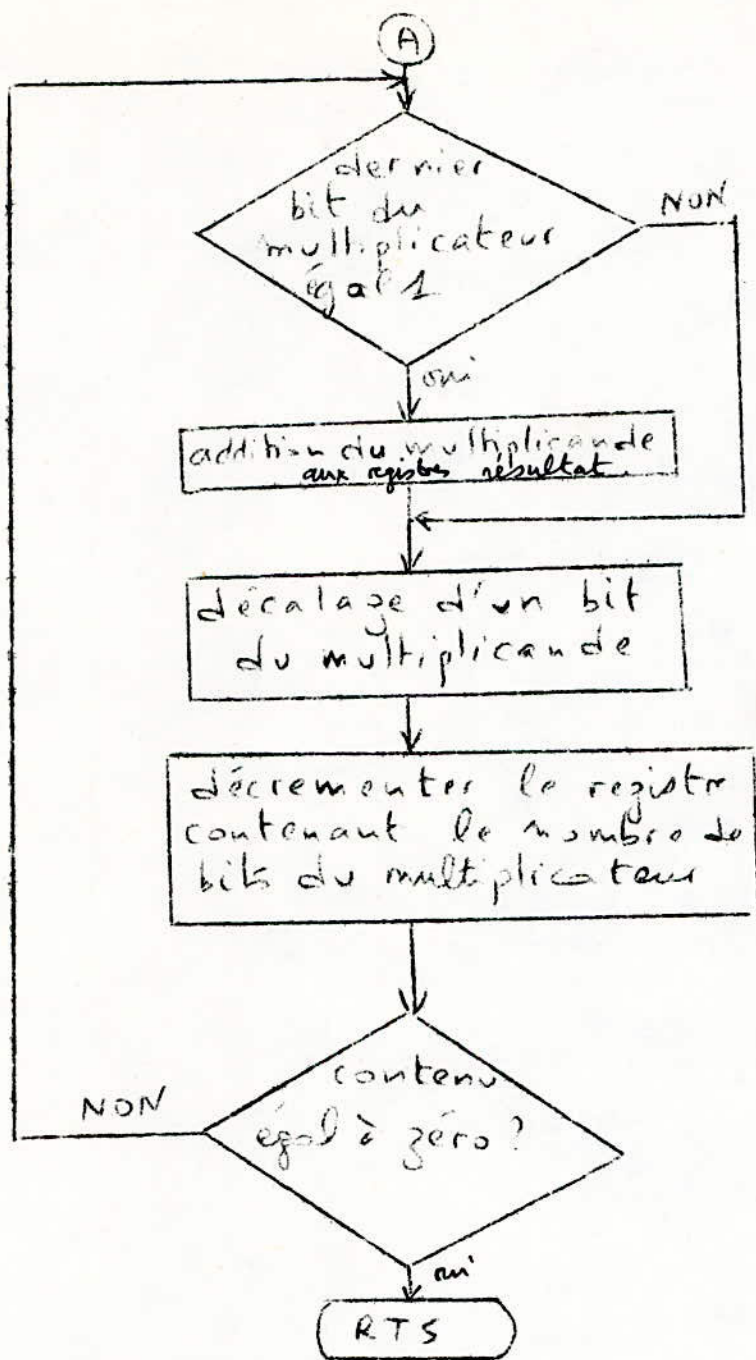 A
dernier
bit du
multiplicateur
égal 1
NON
oui
addition du multiplicande
aux registres résultat.
décalage d'un bit
du multiplicande
décrementer le registre
contenant le nombre de
bits du multiplicateur
contenu
égal à zéro ?
NON
oui
RTS